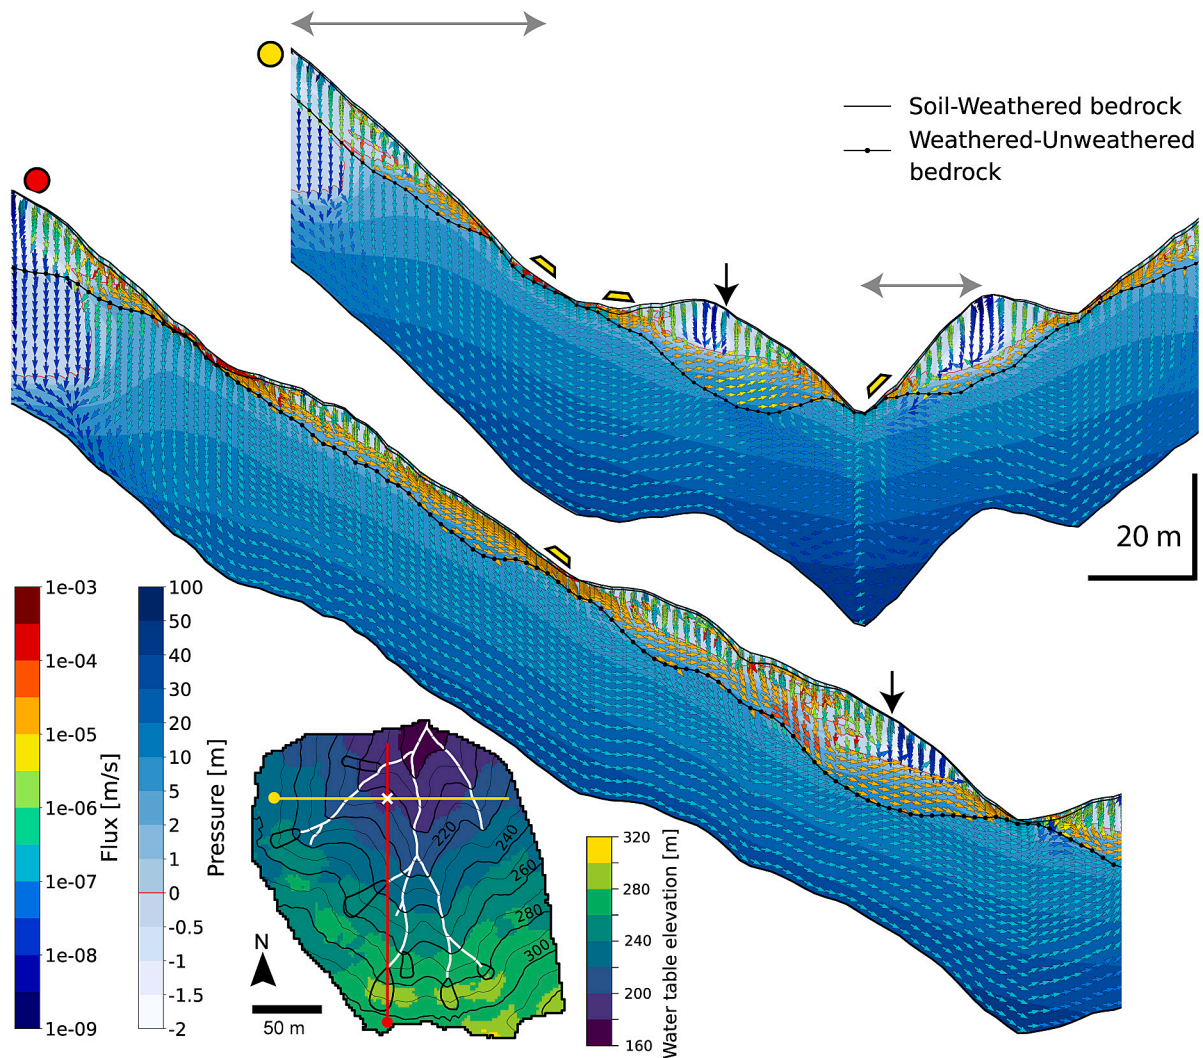 Soil-Weathered bedrock
Weathered-Unweathered
bedrock
20 m
1e-03
1e-04
1e-05
1e-06
1e-07
1e-08
1e-09
Flux [m/s]
100
50
40
30
20
10
5
2
1
0
-0.5
-1
-1.5
-2
Pressure [m]
220
240
260
280
300
N
50 m
320
280
240
200
160
Water table elevation [m]